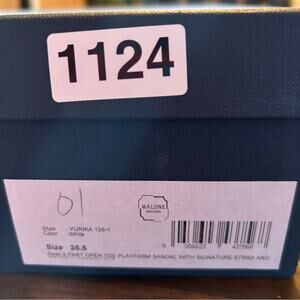 1124
01
MALONE
SOULIERS
Style YURIKA 125-1
Color White
Size 35.5
2-PART OPEN TOE PLATFORM SANDAL WITH SIGNATURE STRAP AND